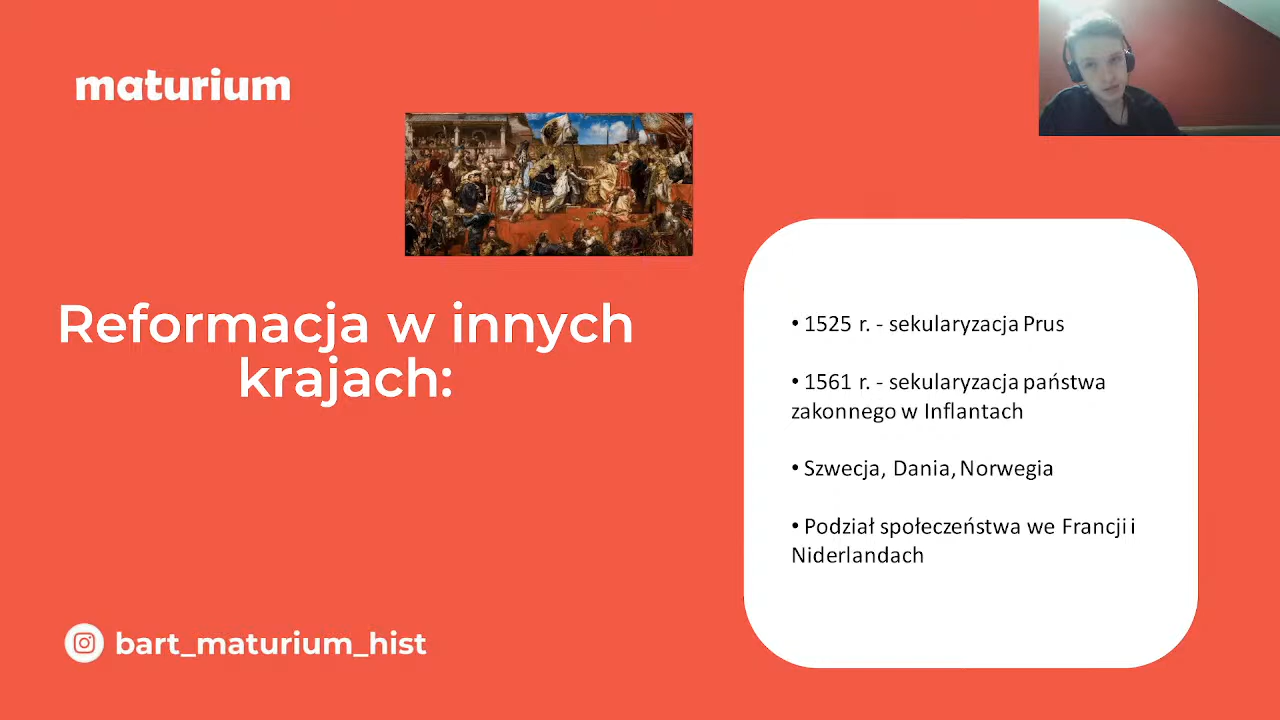 maturium
Reformacja w innych
krajach:
• 1525 r. - sekularyzacja Prus
• 1561 r. - sekularyzacja państwa
zakonnego w Inflantach
• Szwecja, Dania, Norwegia
• Podział społeczeństwa we Francji i
Niderlandach
bart_maturium_hist